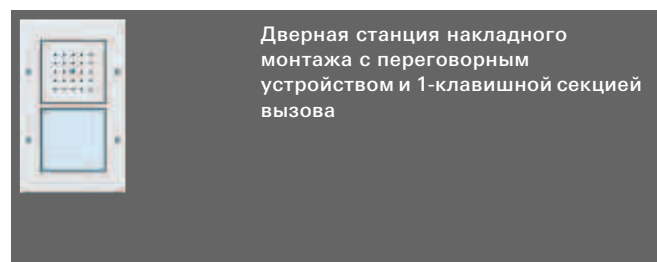 Дверная станция накладного
монтажа с переговорным
устройством и 1-клавишной секцией
вызова